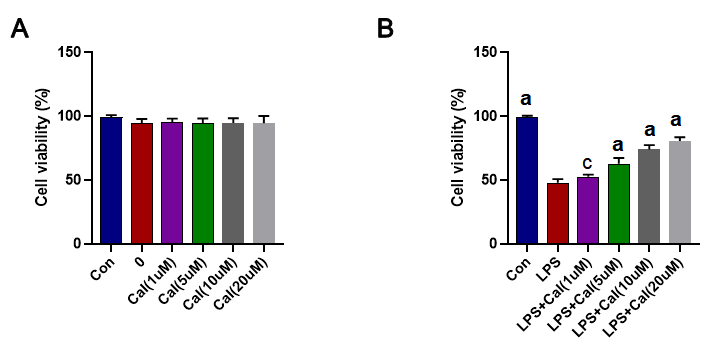 A
Cell viability (%)
150
100
50
0
Con
0
Cal(1uM)
Cal(5uM)
Cal(10uM)
Cal(20uM)
B
Cell viability (%)
150
100
50
0
a
c
a
a
a
Con
LPS
LPS+Cal(1uM)
LPS+Cal(5uM)
LPS+Cal(10uM)
LPS+Cal(20uM)